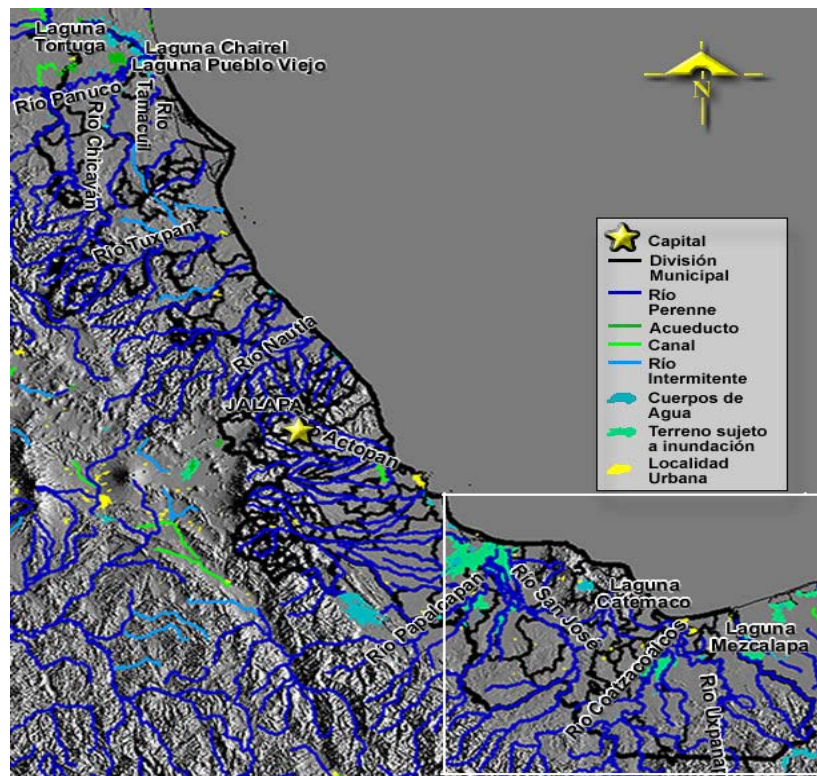 Laguna
Tortuga
Laguna Chairel
Laguna Pueblo Viejo
Río Panuco
Río
Tamacuil
Río Chicayán
N
Río Tuxpan
Río Nautla
JALAPA
Actopan
Capital
División
Municipal
Río
Perenne
Acueducto
Canal
Río
Intermitente
Cuerpos de
Agua
Terreno sujeto
a inundación
Localidad
Urbana
Río Papaloapan
Río San José
Laguna
Catemaco
Río Coatzacoalcos
Laguna
Mezcalapa
Río Uxpanal